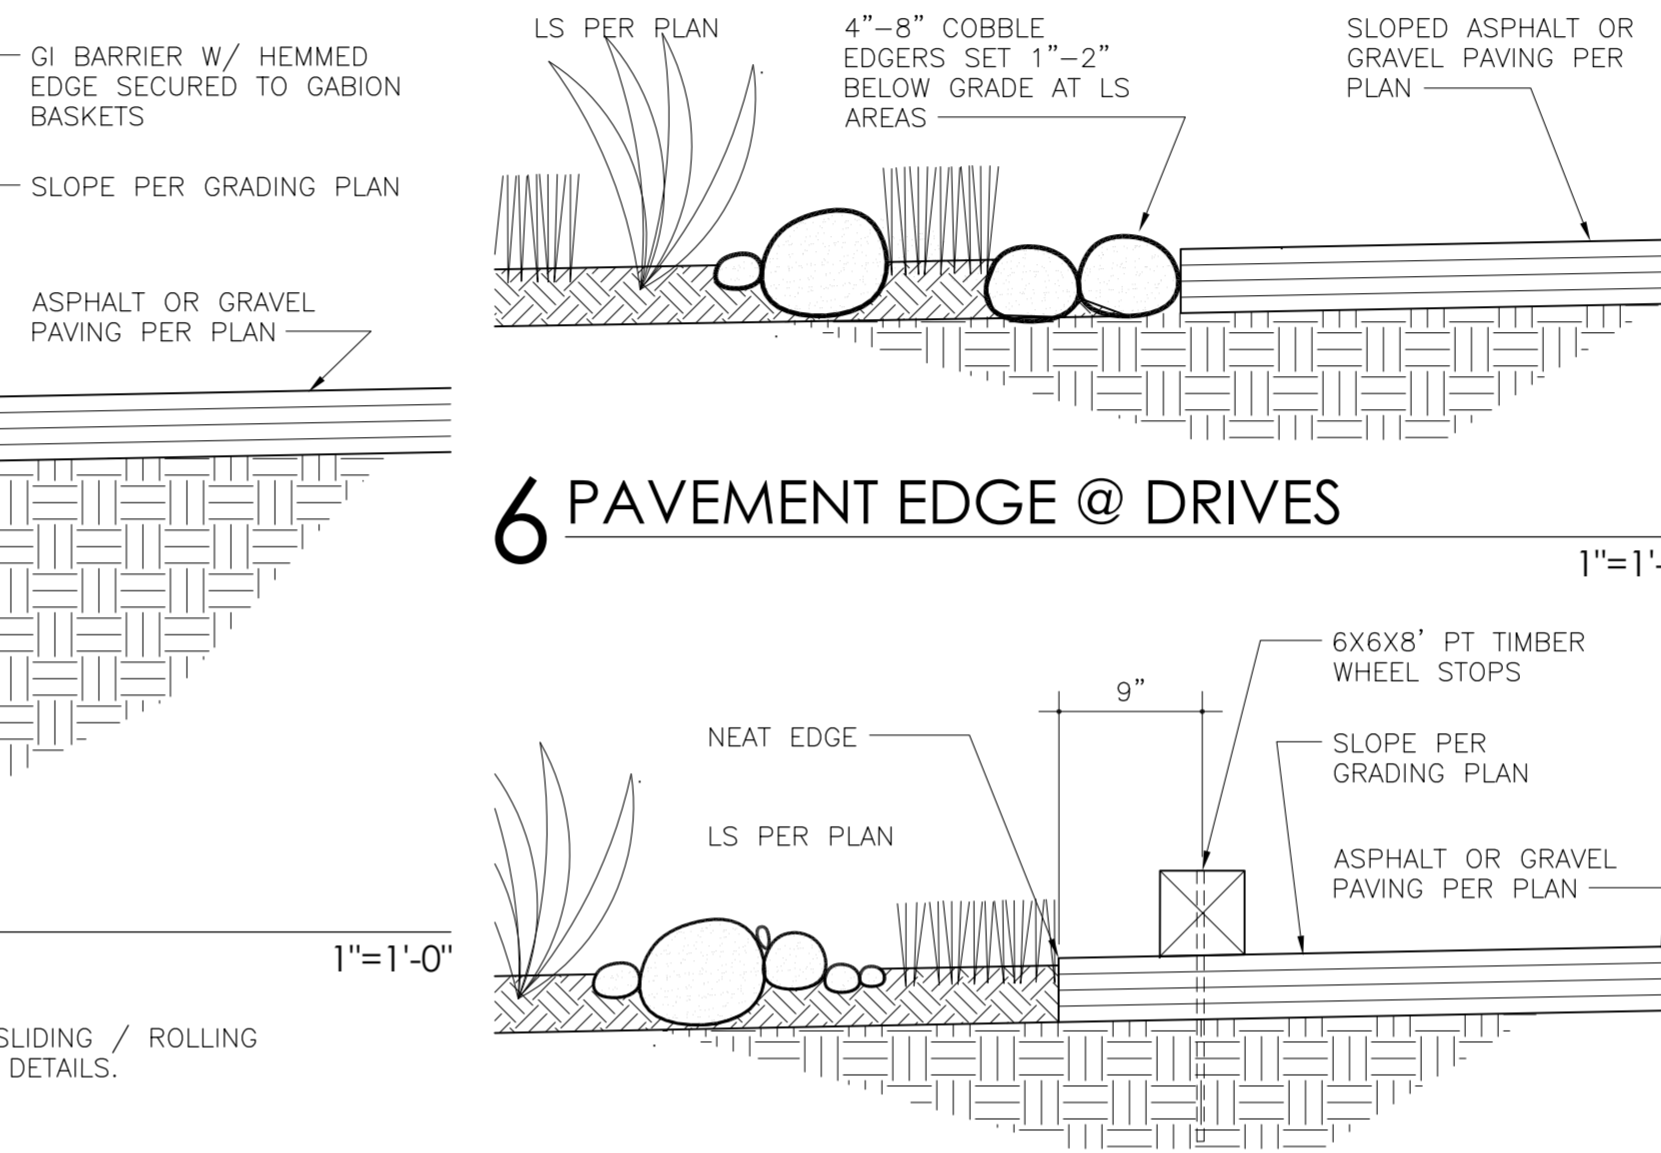 GI BARRIER W/ HEMMED
EDGE SECURED TO GABION
BASKETS
SLOPE PER GRADING PLAN
ASPHALT OR GRAVEL
PAVING PER PLAN
1"=1'-0"
SLIDING / ROLLING
DETAILS.
LS PER PLAN
4”–8” COBBLE
EDGERS SET 1”–2”
BELOW GRADE AT LS
AREAS
SLOPED ASPHALT OR
GRAVEL PAVING PER
PLAN
6 PAVEMENT EDGE @ DRIVES
1"=1'-
6X6X8’ PT TIMBER
WHEEL STOPS
9”
NEAT EDGE
SLOPE PER
GRADING PLAN
LS PER PLAN
ASPHALT OR GRAVEL
PAVING PER PLAN